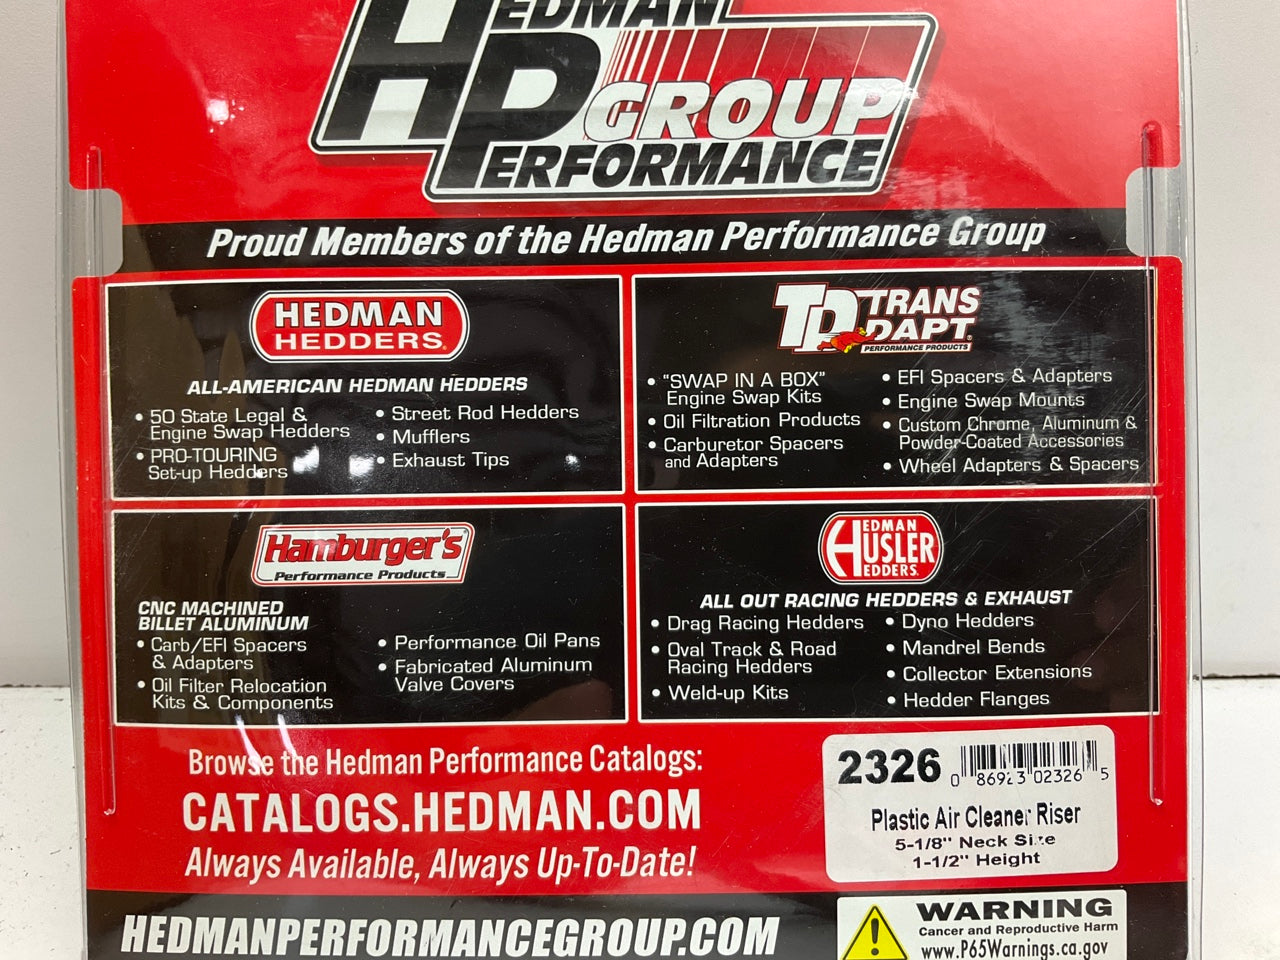 HEDMAN
HP GROUP
PERFORMANCE
Proud Members of the Hedman Performance Group
HEDMAN
HEDDERS®
ALL-AMERICAN HEDMAN HEDDERS
• 50 State Legal &
Engine Swap Hedders
• PRO-TOURING
Set-up Hedders
• Street Rod Hedders
• Mufflers
• Exhaust Tips
TD TRANS
DAPT®
PERFORMANCE PRODUCTS
• "SWAP IN A BOX"
Engine Swap Kits
• Oil Filtration Products
• Carburetor Spacers
and Adapters
• EFI Spacers & Adapters
• Engine Swap Mounts
• Custom Chrome, Aluminum &
Powder-Coated Accessories
• Wheel Adapters & Spacers
Hamburger's®
Performance Products
CNC MACHINED
BILLET ALUMINUM
• Carb/EFI Spacers
& Adapters
• Oil Filter Relocation
Kits & Components
• Performance Oil Pans
• Fabricated Aluminum
Valve Covers
HEDMAN
HUSLER
HEDDERS®
ALL OUT RACING HEDDERS & EXHAUST
• Drag Racing Hedders
• Oval Track & Road
Racing Hedders
• Weld-up Kits
• Dyno Hedders
• Mandrel Bends
• Collector Extensions
• Hedder Flanges
Browse the Hedman Performance Catalogs:
CATALOGS.HEDMAN.COM
Always Available, Always Up-To-Date!
2326
0 86923 02326 5
Plastic Air Cleaner Riser
5-1/8" Neck Size
1-1/2" Height
HEDMANPERFORMANCEGROUP.COM
WARNING
Cancer and Reproductive Harm
www.P65Warnings.ca.gov